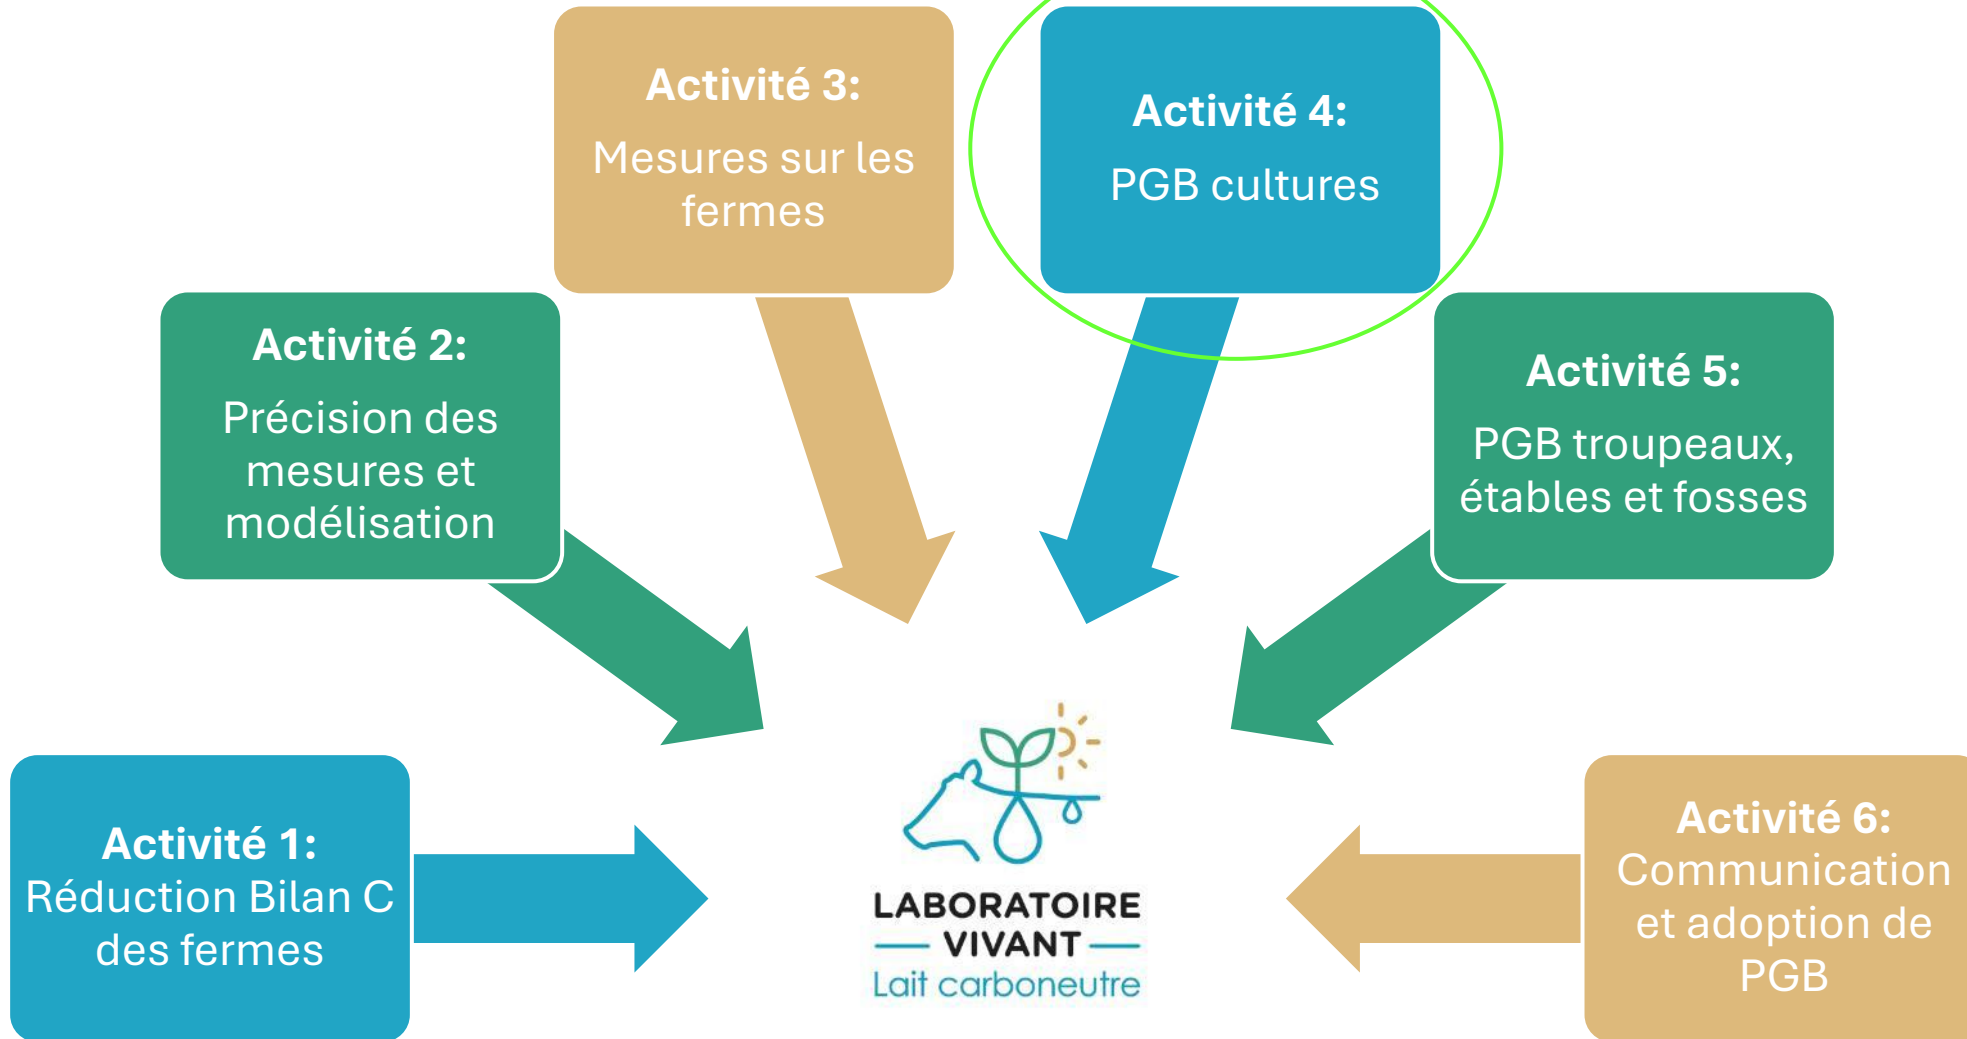 Activité 3:
Mesures sur les
fermes
Activité 4:
PGB cultures
Activité 2:
Précision des
mesures et
modélisation
Activité 5:
PGB troupeaux,
étables et fosses
Activité 1:
Réduction Bilan C
des fermes
LABORATOIRE
VIVANT
Lait carboneutre
Activité 6:
Communication
et adoption de
PGB